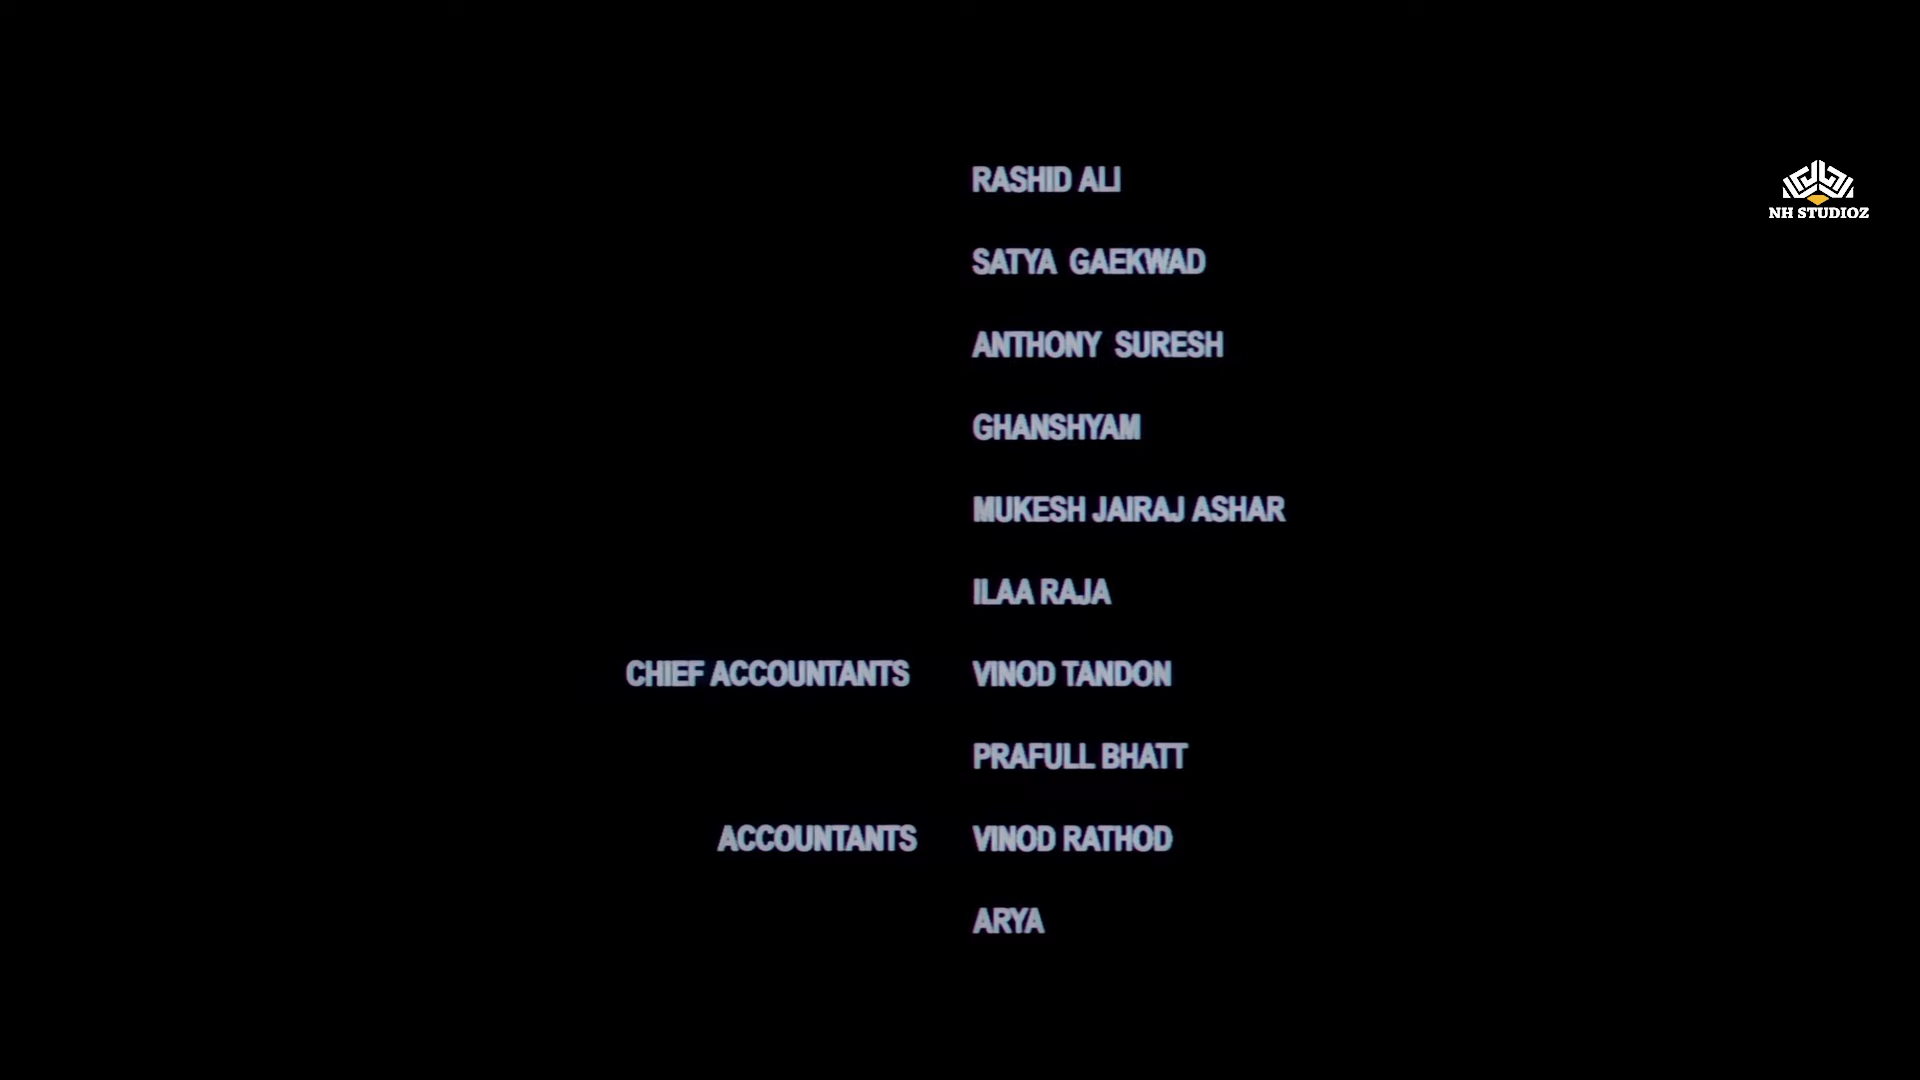 RASHID ALI
NH STUDIOZ
SATYA GAEKWAD
ANTHONY SURESH
GHANSHYAM
MUKESH JAIRAJ ASHAR
ILAA RAJA
CHIEF ACCOUNTANTS VINOD TANDON
PRAFULL BHATT
ACCOUNTANTS VINOD RATHOD
ARYA